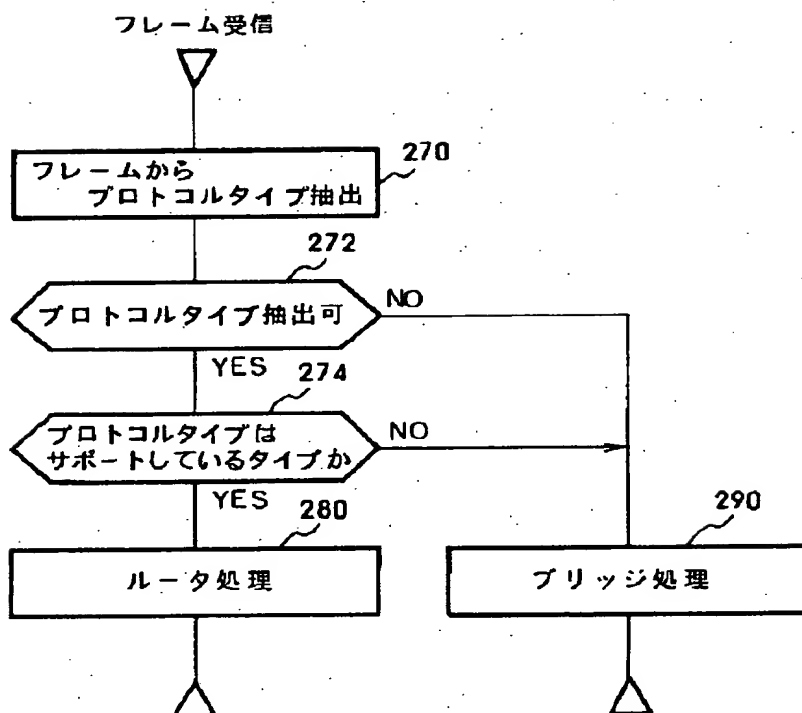 フレーム受信
フレームから
プロトコルタイプ抽出
270
272
プロトコルタイプ抽出可
NO
YES
274
プロトコルタイプは
サポートしているタイプか
NO
YES
280
290
ルータ処理
ブリッジ処理